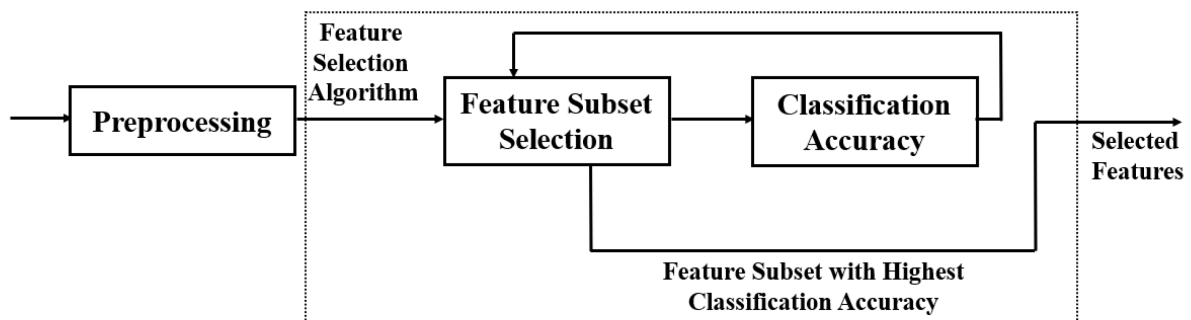 Preprocessing
Feature
Selection
Algorithm
Feature Subset
Selection
Classification
Accuracy
Selected
Features
Feature Subset with Highest
Classification Accuracy